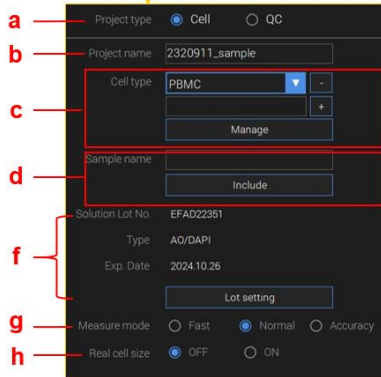 a Project type Cell QC
b Project name 2320911_sample
Cell type PBMC -
+
c
Manage
Sample name
d
Include
Solution Lot No. EFAD22351
Type AO/DAPI
f
Exp. Date 2024.10.26
Lot setting
g Measure mode Fast Normal Accuracy
h Real cell size OFF ON